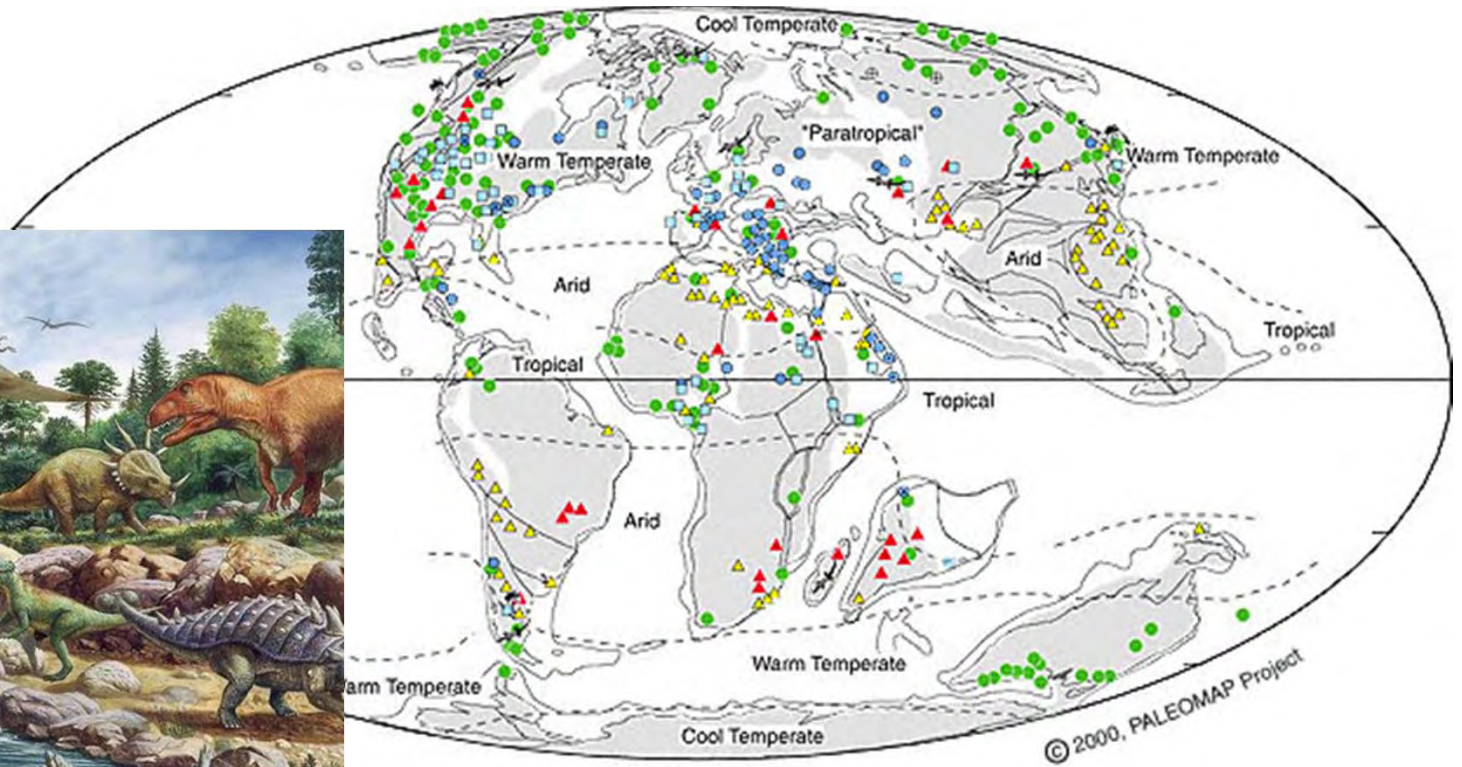 Cool Temperate
"Paratropical"
Warm Temperate
Warm Temperate
Arid
Arid
Tropical
Tropical
Tropical
Arid
Warm Temperate
arm Temperate
Cool Temperate
© 2000, PALEOMAP Project